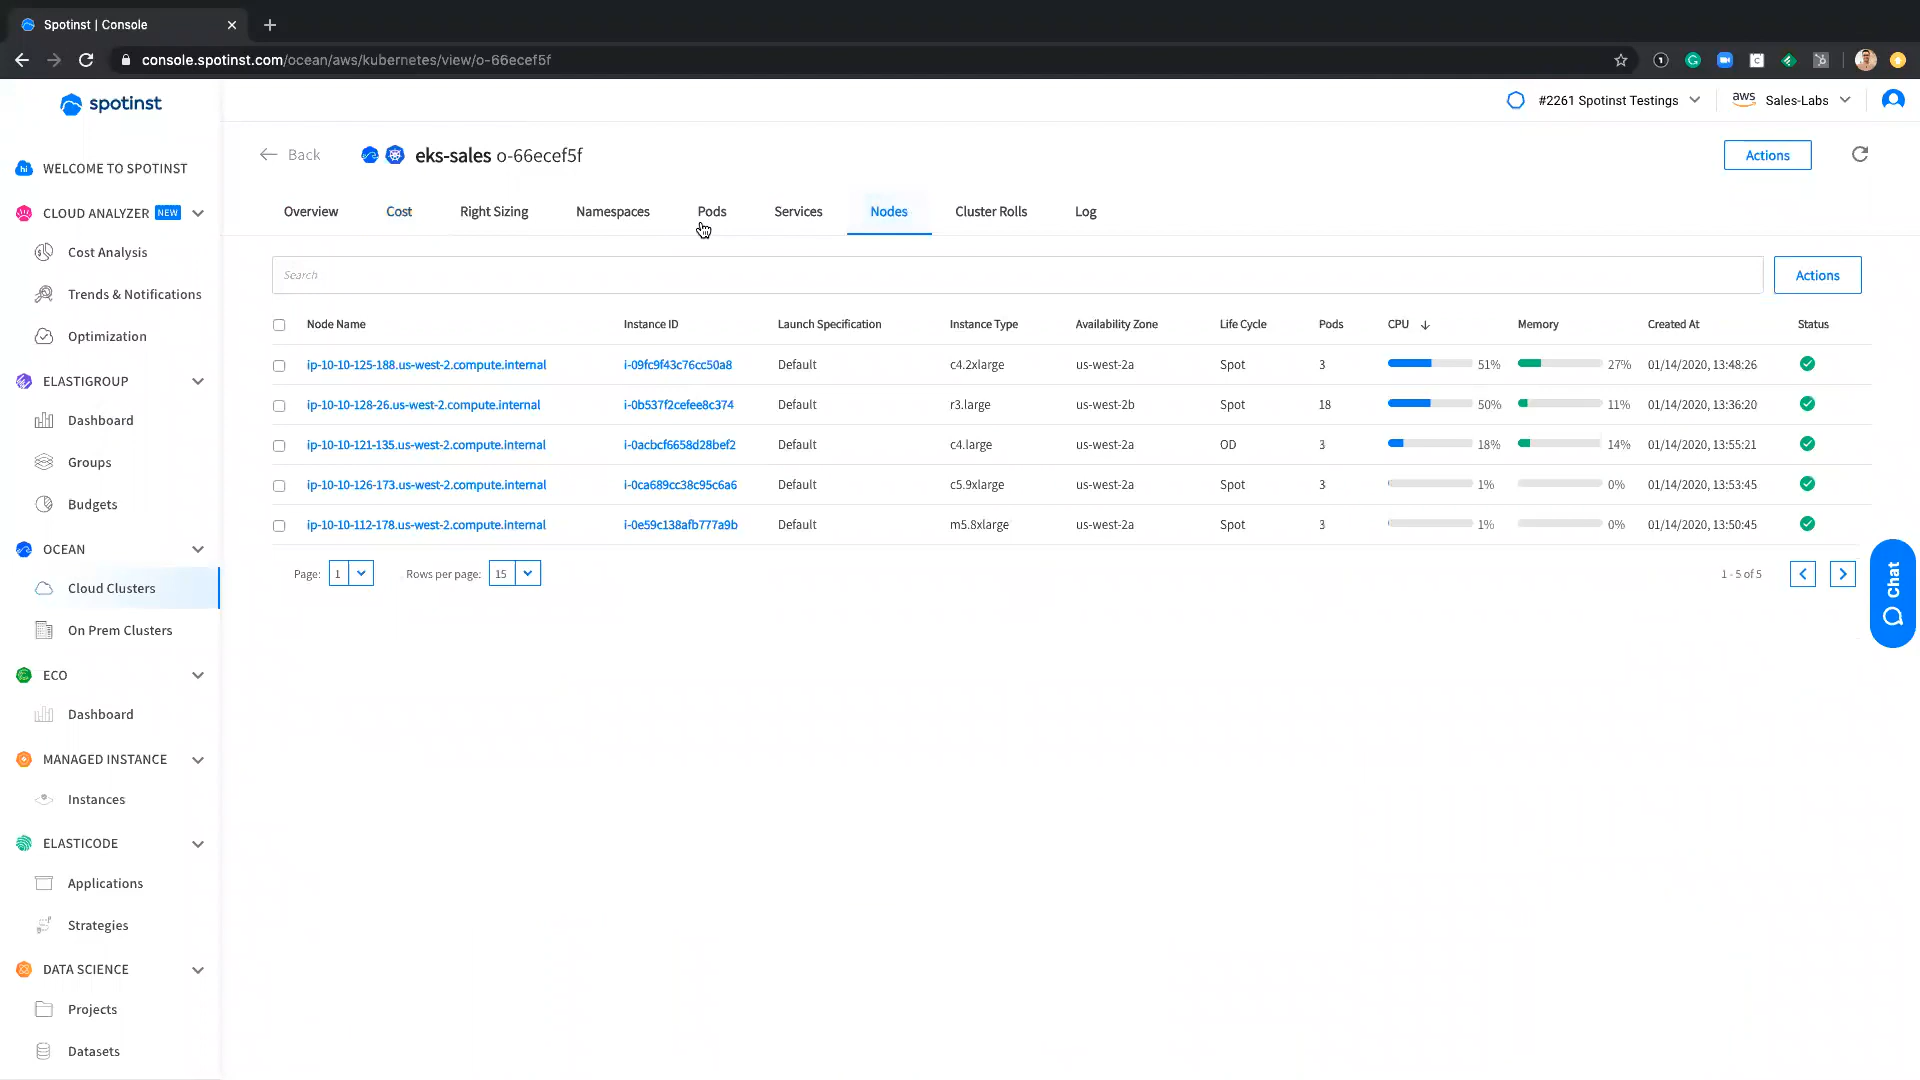 Spotinst | Console
console.spotinst.com/ocean/aws/kubernetes/view/o-66ecef5f
spotinst
#2261 Spotinst Testings
aws
Sales-Labs
hi
WELCOME TO SPOTINST
Back
eks-sales o-66ecef5f
Actions
CLOUD ANALYZER NEW
Overview
Cost
Right Sizing
Namespaces
Pods
Services
Nodes
Cluster Rolls
Log
Cost Analysis
Trends & Notifications
Optimization
ELASTIGROUP
Dashboard
Groups
Budgets
OCEAN
Cloud Clusters
On Prem Clusters
ECO
Dashboard
MANAGED INSTANCE
Instances
ELASTICODE
Applications
Strategies
DATA SCIENCE
Projects
Datasets
Search
Actions
Node Name Instance ID Launch Specification Instance Type Availability Zone Life Cycle Pods CPU Memory Created At Status
ip-10-10-125-188.us-west-2.compute.internal i-09fc9f43c76cc50a8 Default c4.2xlarge us-west-2a Spot 3 51% 27% 01/14/2020, 13:48:26
ip-10-10-128-26.us-west-2.compute.internal i-0b537f2cefee8c374 Default r3.large us-west-2b Spot 18 50% 11% 01/14/2020, 13:36:20
ip-10-10-121-135.us-west-2.compute.internal i-0acbcf6658d28bef2 Default c4.large us-west-2a OD 3 18% 14% 01/14/2020, 13:55:21
ip-10-10-126-173.us-west-2.compute.internal i-0ca689cc38c95c6a6 Default c5.9xlarge us-west-2a Spot 3 1% 0% 01/14/2020, 13:53:45
ip-10-10-112-178.us-west-2.compute.internal i-0e59c138afb777a9b Default m5.8xlarge us-west-2a Spot 3 1% 0% 01/14/2020, 13:50:45
Page: 1 Rows per page: 15 1 - 5 of 5
Chat